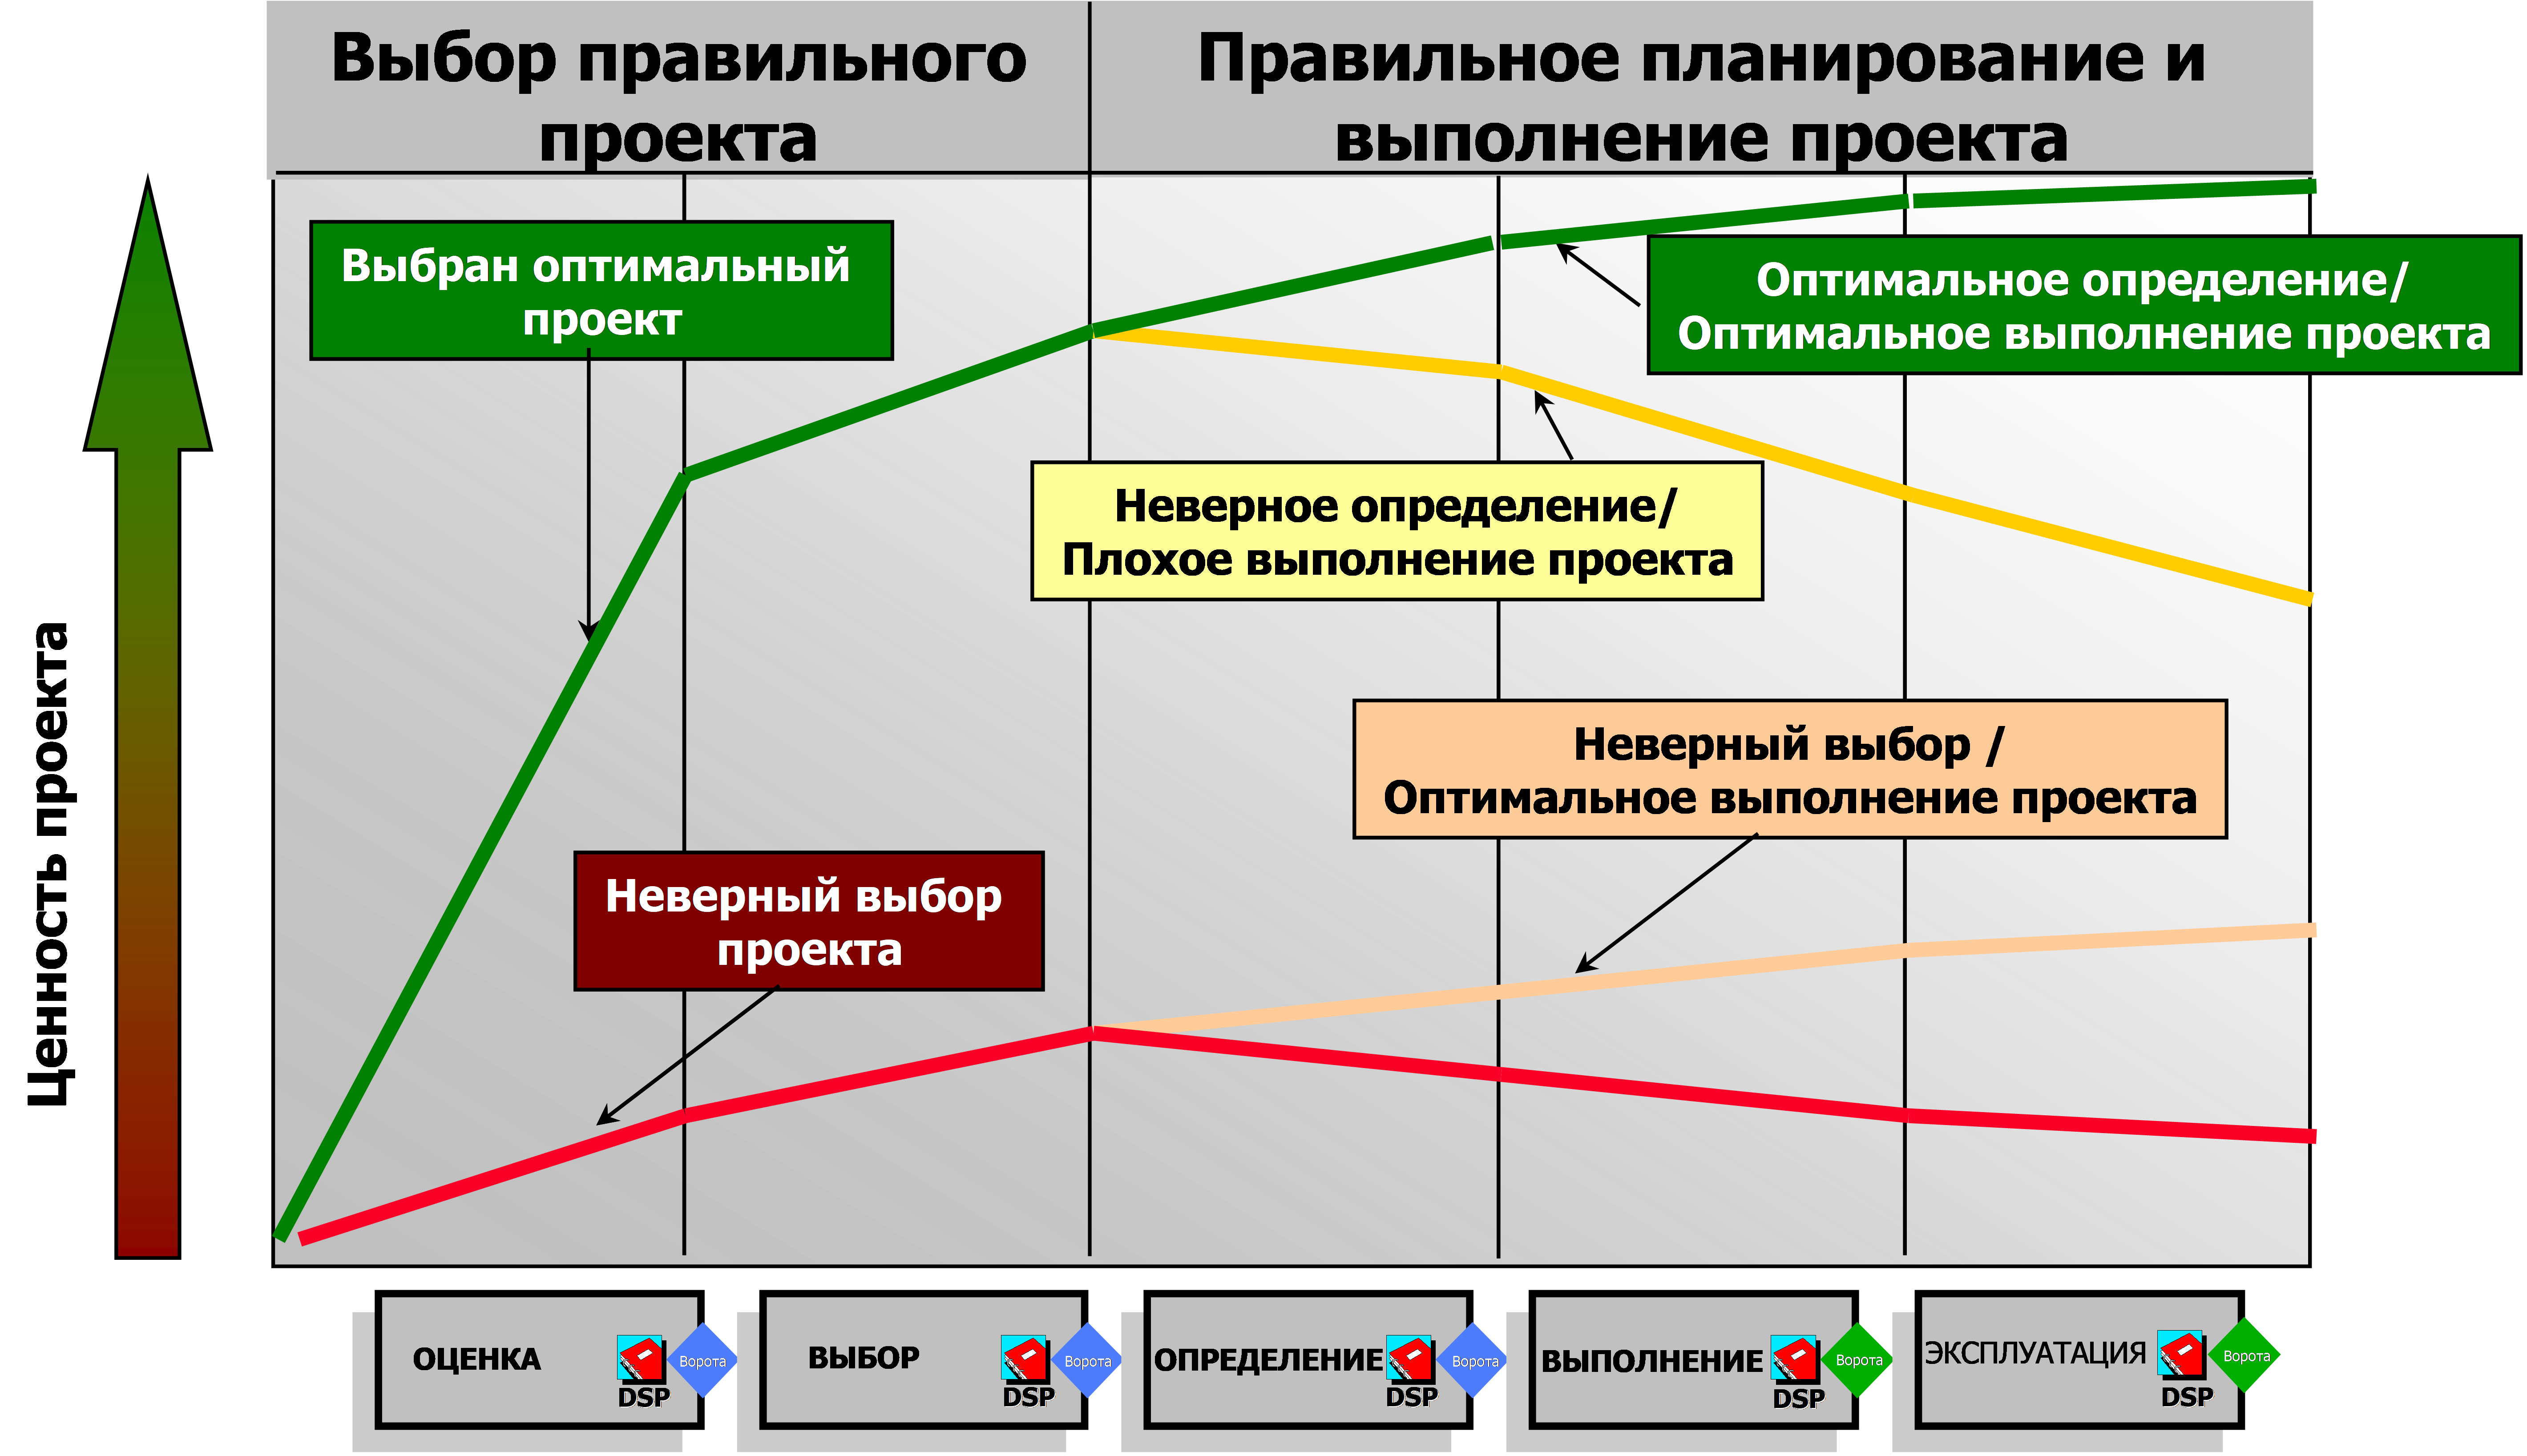 Выбор правильного
проекта
Правильное планирование и
выполнение проекта
Выбран оптимальный
проект
Оптимальное определение/
Оптимальное выполнение проекта
Неверное определение/
Плохое выполнение проекта
Неверный выбор /
Оптимальное выполнение проекта
Неверный выбор
проекта
Ценность проекта
ОЦЕНКА
DSP
Ворота
ВЫБОР
DSP
Ворота
ОПРЕДЕЛЕНИЕ
DSP
Ворота
ВЫПОЛНЕНИЕ
DSP
Ворота
ЭКСПЛУАТАЦИЯ
DSP
Ворота